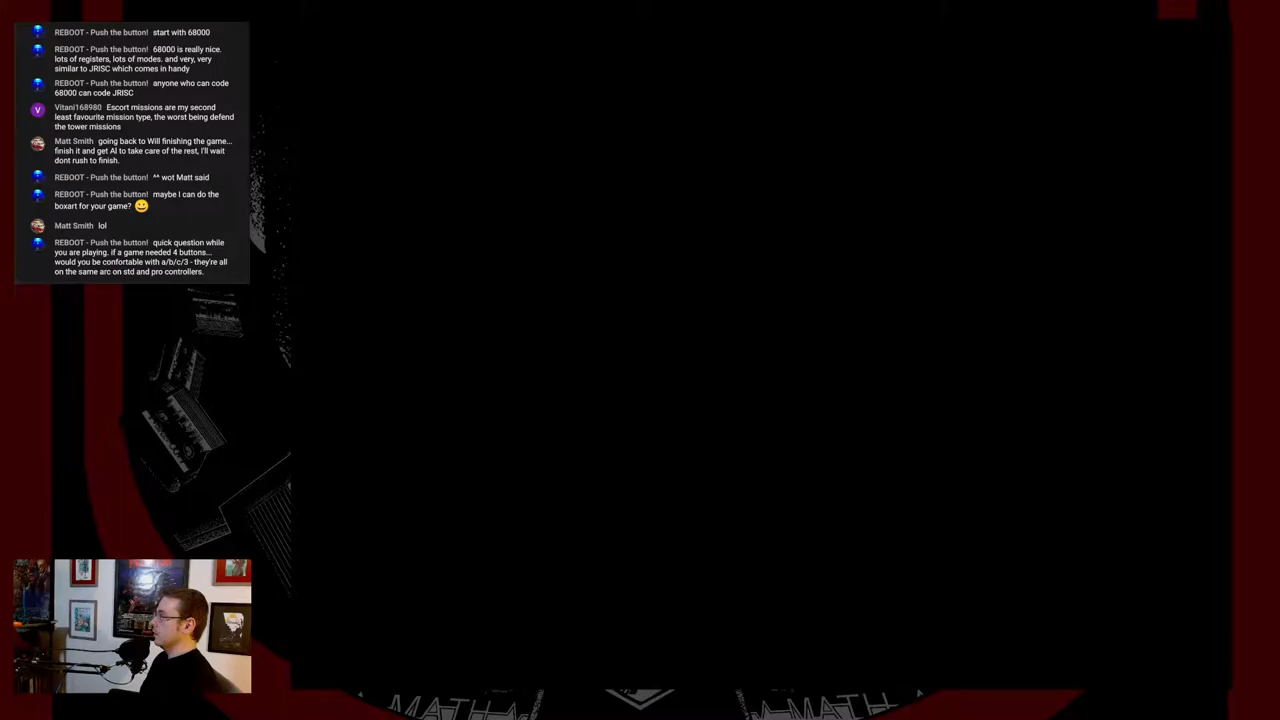 REBOOT - Push the button! start with 68000
REBOOT - Push the button! 68000 is really nice.
lots of registers, lots of modes. and very, very
similar to JRISC which comes in handy
REBOOT - Push the button! anyone who can code
68000 can code JRISC
V Vitani168980 Escort missions are my second
least favourite mission type, the worst being defend
the tower missions
Matt Smith going back to Will finishing the game...
finish it and get AI to take care of the rest, I'll wait
dont rush to finish.
REBOOT - Push the button! ^^ wot Matt said
REBOOT - Push the button! maybe I can do the
boxart for your game? 😀
Matt Smith lol
REBOOT - Push the button! quick question while
you are playing. if a game needed 4 buttons...
would you be confortable with a/b/c/3 - they're all
on the same arc on std and pro controllers.